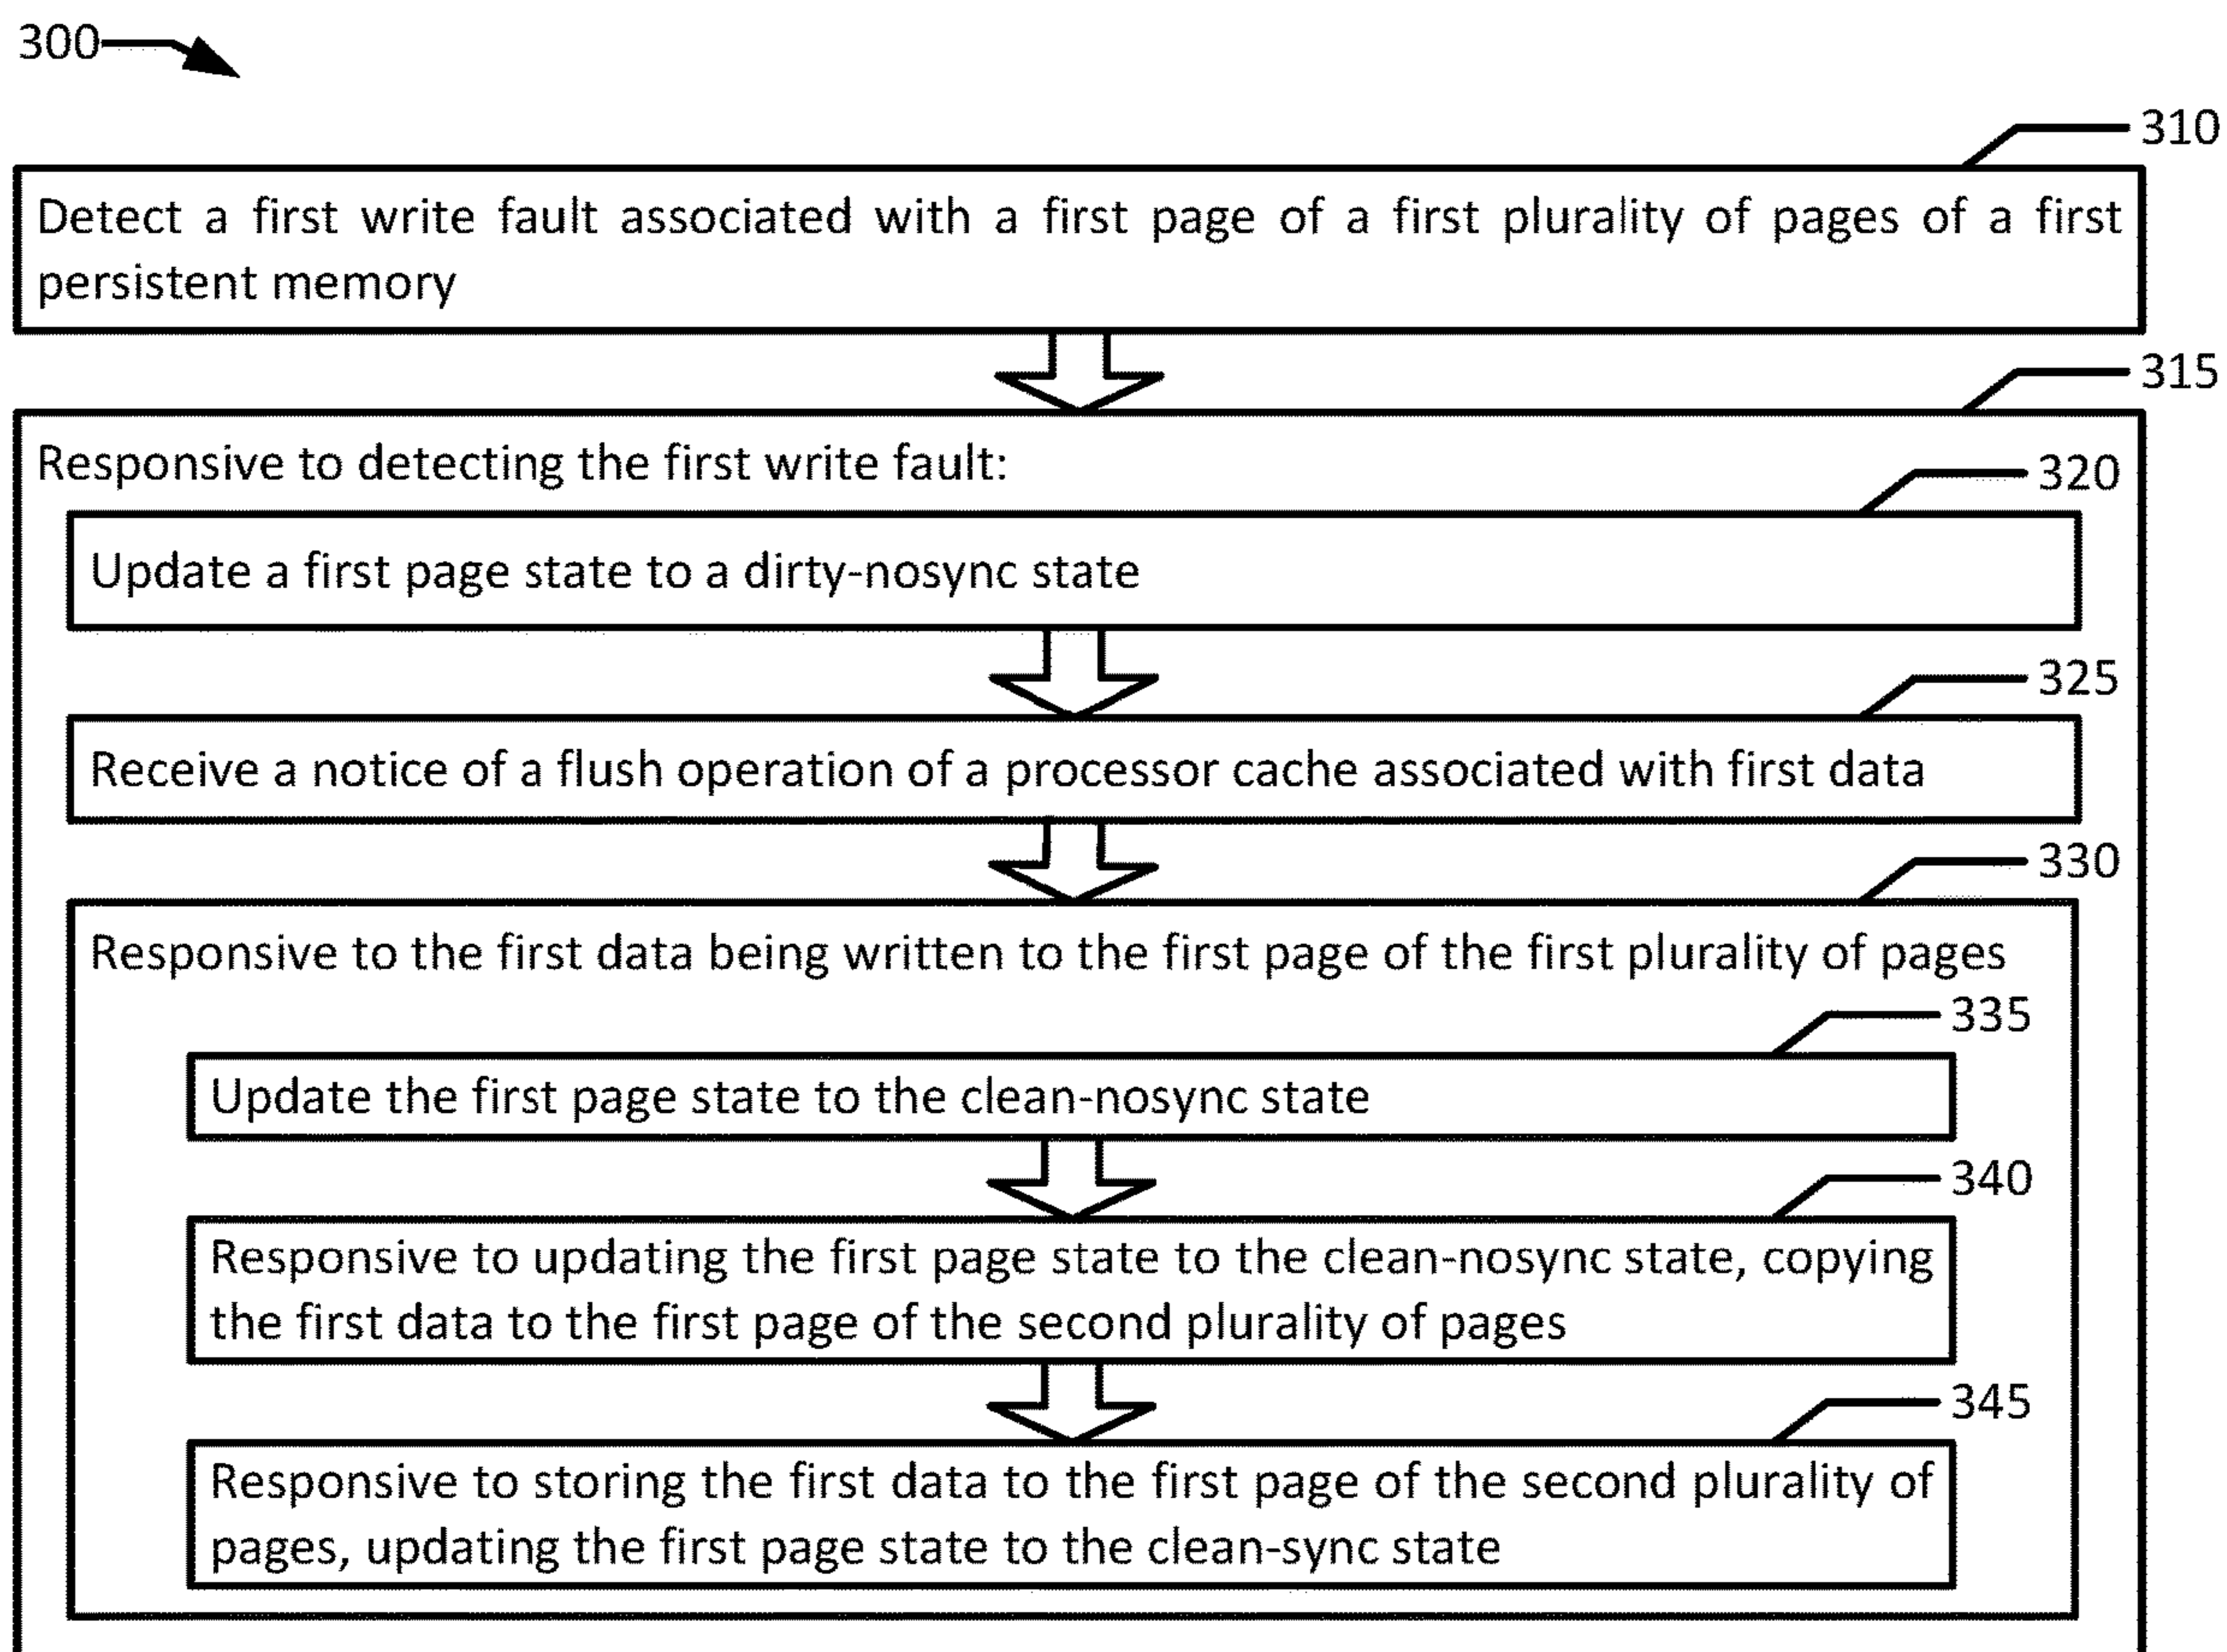 300
310
Detect a first write fault associated with a first page of a first plurality of pages of a first
persistent memory
315
Responsive to detecting the first write fault:
320
Update a first page state to a dirty-nosync state
325
Receive a notice of a flush operation of a processor cache associated with first data
330
Responsive to the first data being written to the first page of the first plurality of pages
335
Update the first page state to the clean-nosync state
340
Responsive to updating the first page state to the clean-nosync state, copying
the first data to the first page of the second plurality of pages
345
Responsive to storing the first data to the first page of the second plurality of
pages, updating the first page state to the clean-sync state